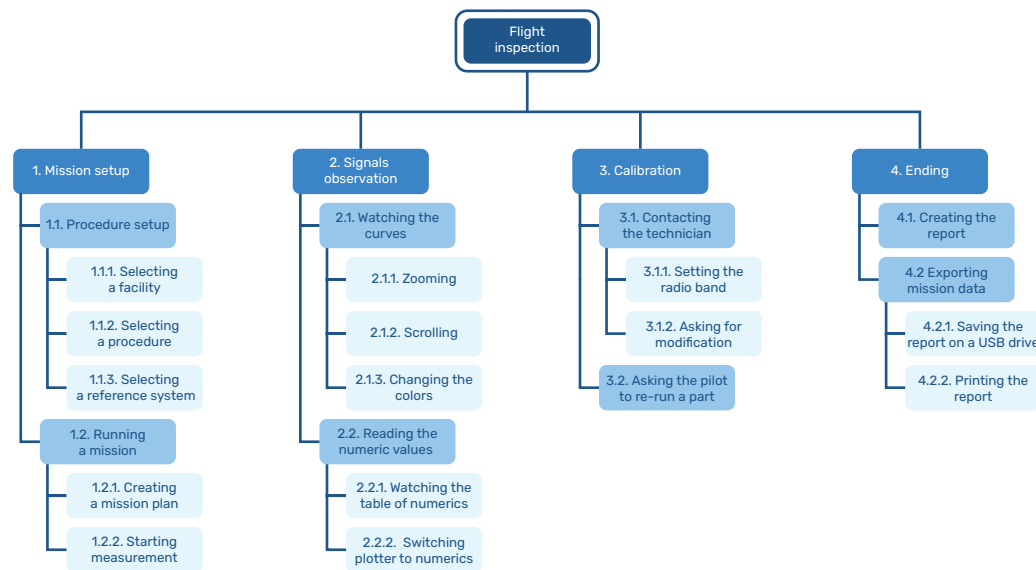 Flight
inspection
1. Mission setup
1.1. Procedure setup
1.1.1. Selecting
a facility
1.1.2. Selecting
a procedure
1.1.3. Selecting
a reference system
1.2. Running
a mission
1.2.1. Creating
a mission plan
1.2.2. Starting
measurement
2. Signals
observation
2.1. Watching the
curves
2.1.1. Zooming
2.1.2. Scrolling
2.1.3. Changing the
colors
2.2. Reading the
numeric values
2.2.1. Watching the
table of numerics
2.2.2. Switching
plotter to numerics
3. Calibration
3.1. Contacting
the technician
3.1.1. Setting the
radio band
3.1.2. Asking for
modification
3.2. Asking the pilot
to re-run a part
4. Ending
4.1. Creating the
report
4.2 Exporting
mission data
4.2.1. Saving the
report on a USB drive
4.2.2. Printing the
report